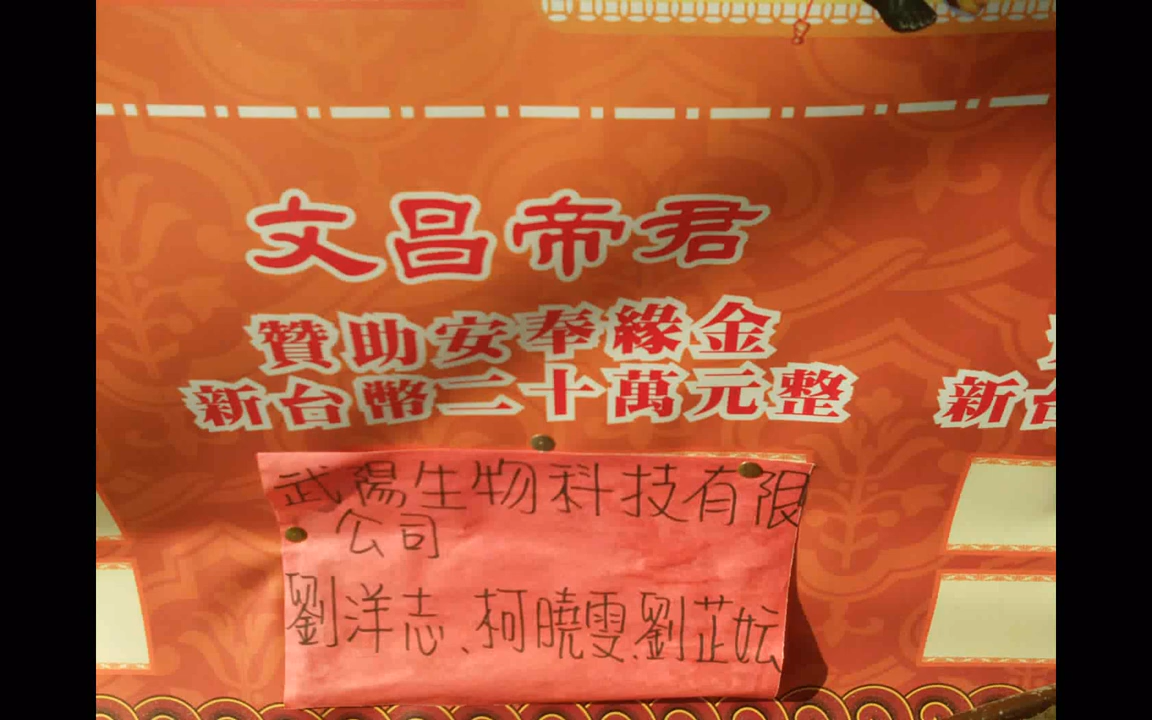 文昌帝君
贊助安奉緣金
新台幣二十萬元整
新台
武陽生物科技有限
公司
劉洋志、柯曉雯、劉芷妘